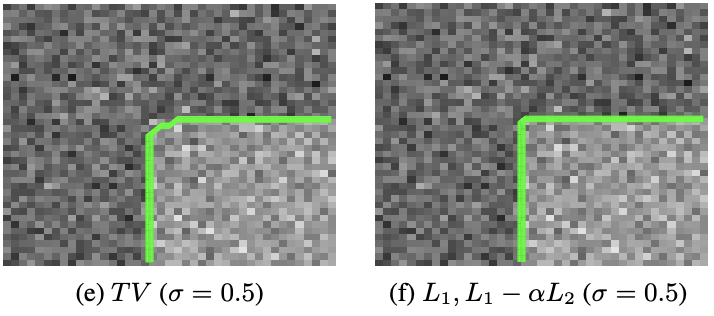 (e) TV (σ = 0.5)
(f) L₁, L₁ − αL₂ (σ = 0.5)